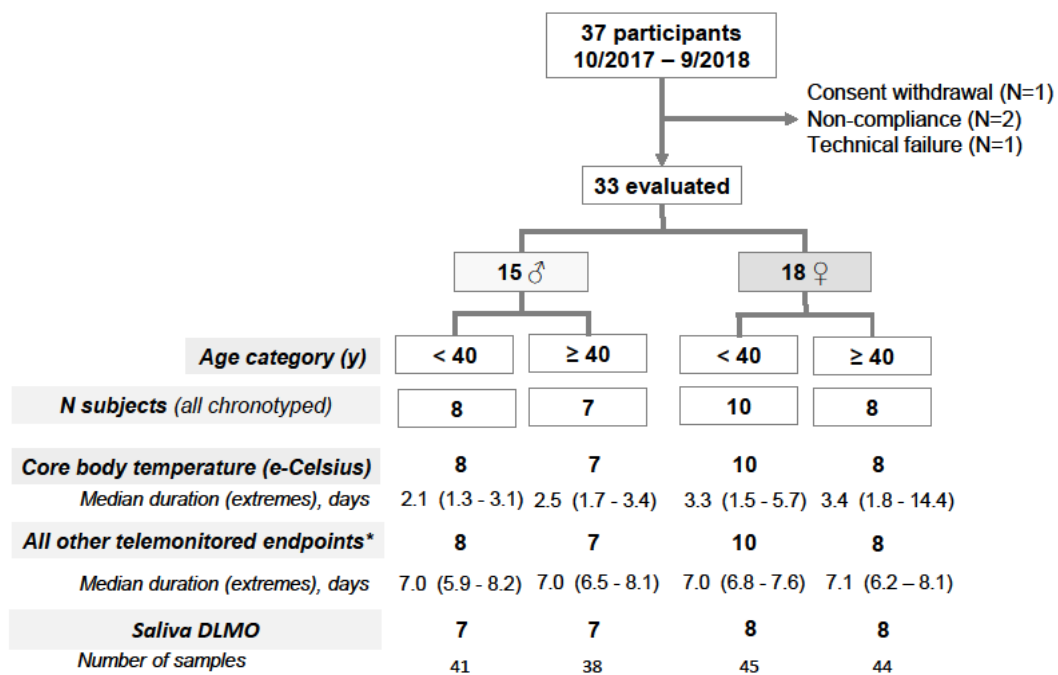 37 participants
10/2017 – 9/2018
Consent withdrawal (N=1)
Non-compliance (N=2)
Technical failure (N=1)
33 evaluated
15 ♂ 18 ♀
Age category (y) < 40 ≥ 40 < 40 ≥ 40
N subjects (all chronotyped) 8 7 10 8
Core body temperature (e-Celsius) 8 7 10 8
Median duration (extremes), days 2.1 (1.3 - 3.1) 2.5 (1.7 - 3.4) 3.3 (1.5 - 5.7) 3.4 (1.8 - 14.4)
All other telemonitored endpoints* 8 7 10 8
Median duration (extremes), days 7.0 (5.9 - 8.2) 7.0 (6.5 - 8.1) 7.0 (6.8 - 7.6) 7.1 (6.2 – 8.1)
Saliva DLMO 7 7 8 8
Number of samples 41 38 45 44